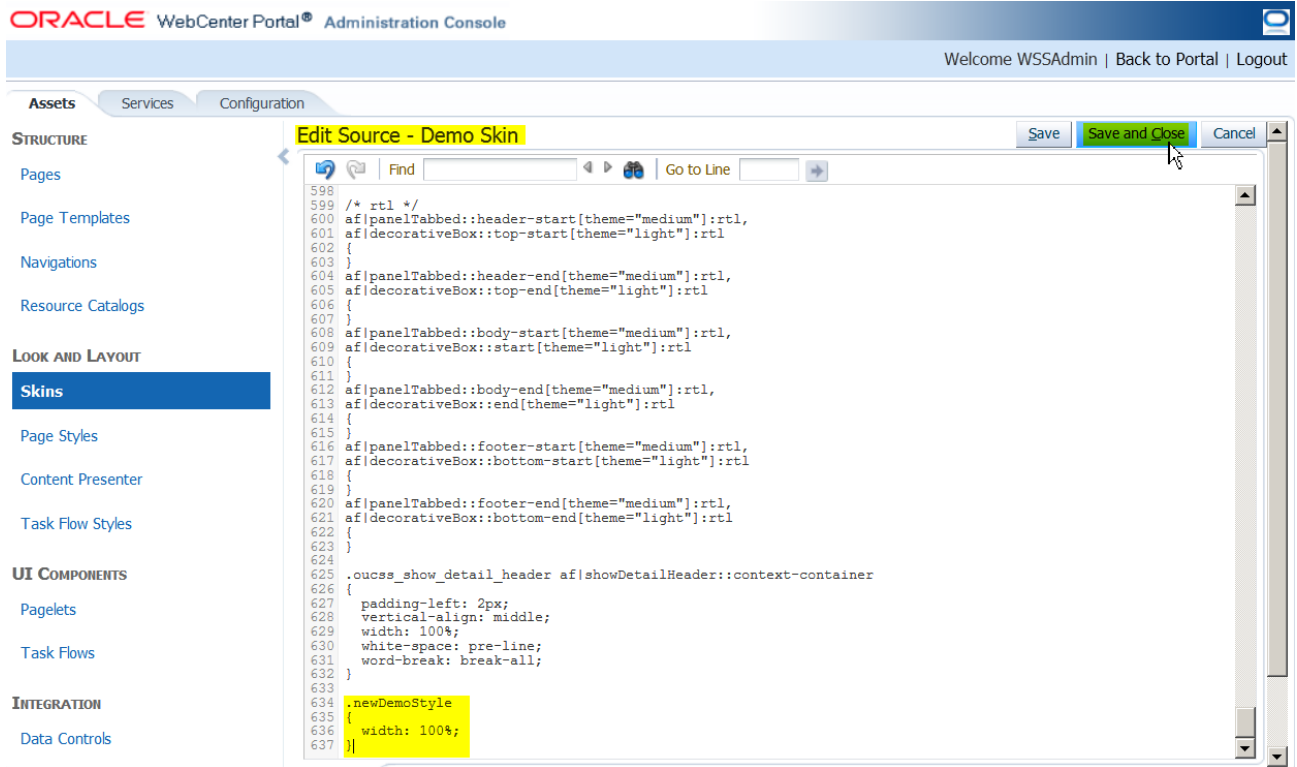 ORACLE WebCenter Portal® Administration Console
Welcome WSSAdmin | Back to Portal | Logout
Assets Services Configuration
STRUCTURE
Pages
Page Templates
Navigations
Resource Catalogs
LOOK AND LAYOUT
Skins
Page Styles
Content Presenter
Task Flow Styles
UI COMPONENTS
Pagelets
Task Flows
INTEGRATION
Data Controls
Edit Source - Demo Skin
Save Save and Close Cancel
Find Go to Line
598
599 /* rtl */
600 af|panelTabbed::header-start[theme="medium"]:rtl,
601 af|decorativeBox::top-start[theme="light"]:rtl
602 {
603 }
604 af|panelTabbed::header-end[theme="medium"]:rtl,
605 af|decorativeBox::top-end[theme="light"]:rtl
606 {
607 }
608 af|panelTabbed::body-start[theme="medium"]:rtl,
609 af|decorativeBox::start[theme="light"]:rtl
610 {
611 }
612 af|panelTabbed::body-end[theme="medium"]:rtl,
613 af|decorativeBox::end[theme="light"]:rtl
614 {
615 }
616 af|panelTabbed::footer-start[theme="medium"]:rtl,
617 af|decorativeBox::bottom-start[theme="light"]:rtl
618 {
619 }
620 af|panelTabbed::footer-end[theme="medium"]:rtl,
621 af|decorativeBox::bottom-end[theme="light"]:rtl
622 {
623 }
624
625 .oucss_show_detail_header af|showDetailHeader::context-container
626 {
627 padding-left: 2px;
628 vertical-align: middle;
629 width: 100%;
630 white-space: pre-line;
631 word-break: break-all;
632 }
633
634 .newDemoStyle
635 {
636 width: 100%;
637 }